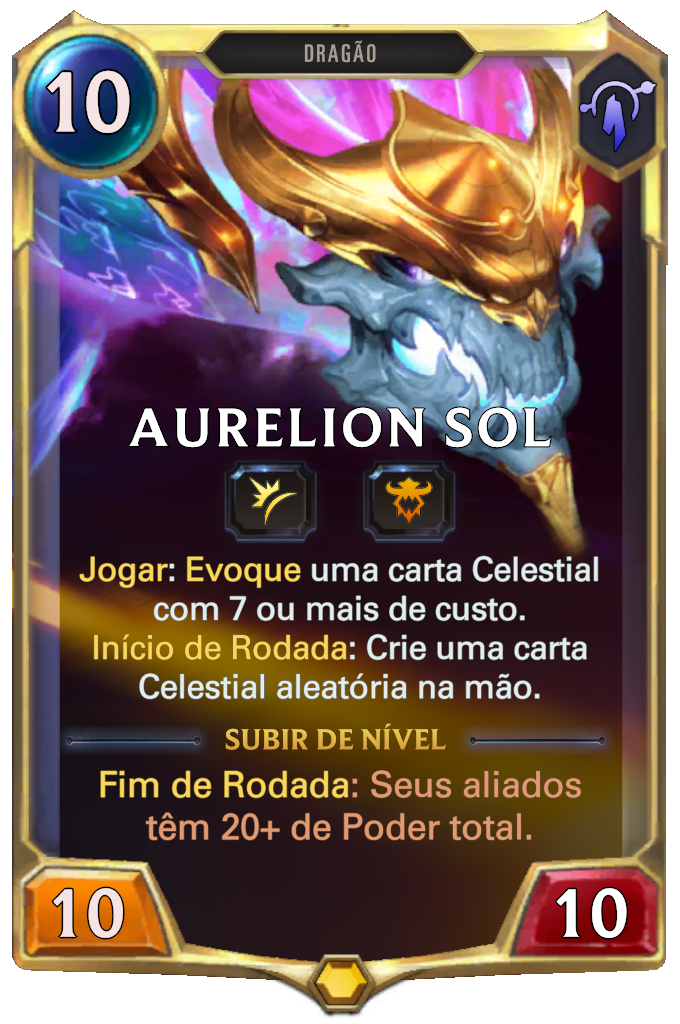 10
DRAGÃO
AURELION SOL
Jogar: Evoque uma carta Celestial
com 7 ou mais de custo.
Início de Rodada: Crie uma carta
Celestial aleatória na mão.
SUBIR DE NÍVEL
Fim de Rodada: Seus aliados
têm 20+ de Poder total.
10
10